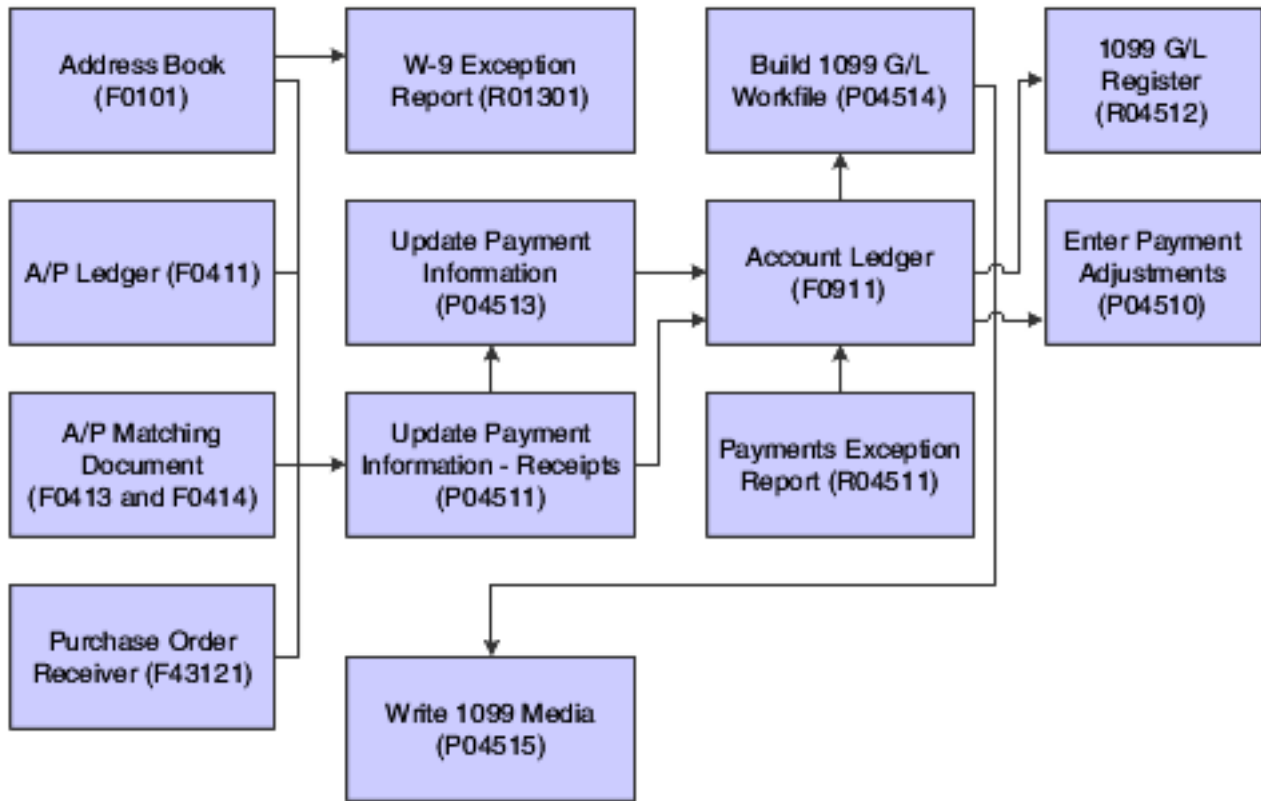 Address Book
(F0101)
W-9 Exception
Report (R01301)
Build 1099 G/L
Workfile (P04514)
1099 G/L
Register
(R04512)
A/P Ledger (F0411)
Update Payment
Information
(P04513)
Account Ledger
(F0911)
Enter Payment
Adjustments
(P04510)
A/P Matching
Document
(F0413 and F0414)
Update Payment
Information - Receipts
(P04511)
Payments Exception
Report (R04511)
Purchase Order
Receiver (F43121)
Write 1099 Media
(P04515)